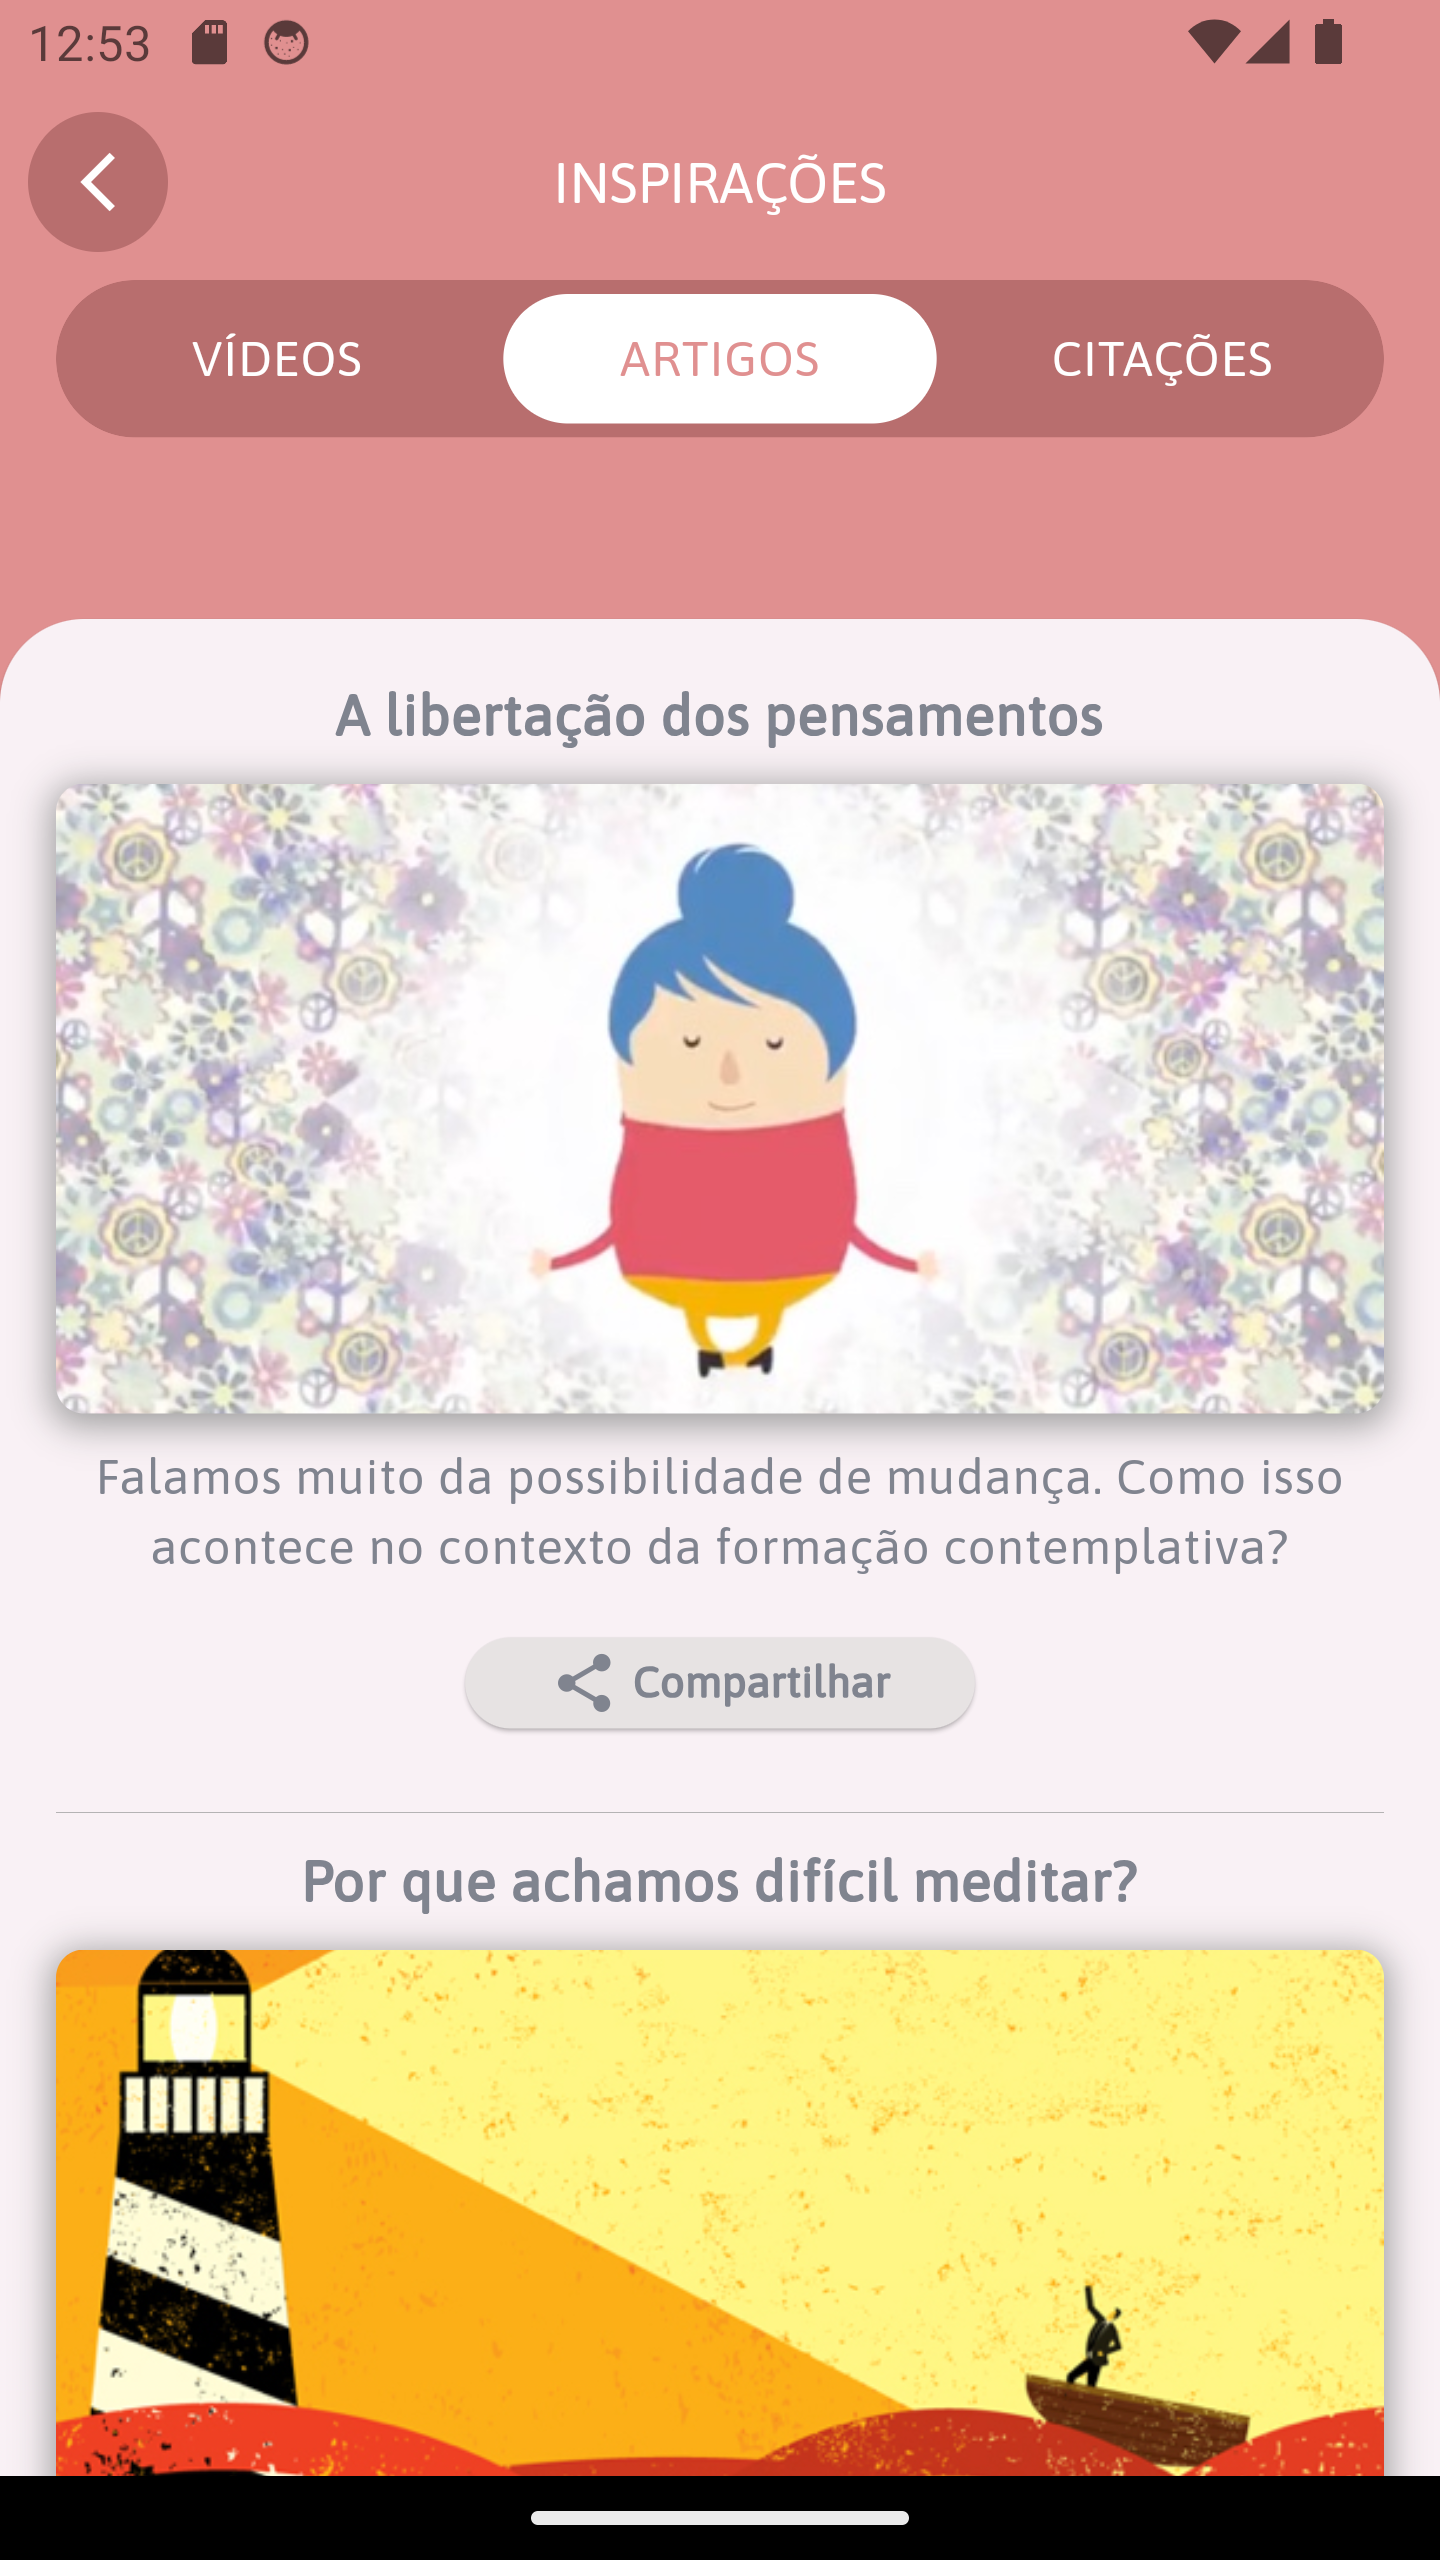 12:53
INSPIRAÇÕES
VÍDEOS
ARTIGOS
CITAÇÕES
A libertação dos pensamentos
Falamos muito da possibilidade de mudança. Como isso
acontece no contexto da formação contemplativa?
Compartilhar
Por que achamos difícil meditar?